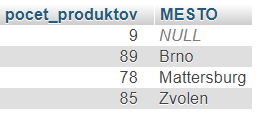 pocet_produktov MESTO
9 NULL
89 Brno
78 Mattersburg
85 Zvolen